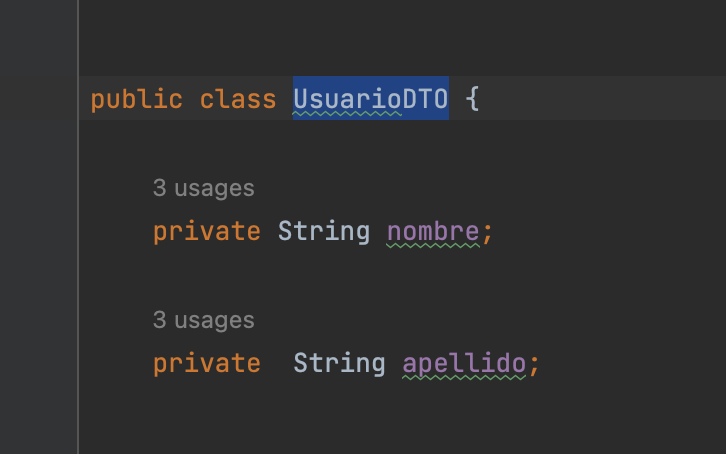 public class UsuarioDTO {
3 usages
private String nombre;
3 usages
private  String apellido;